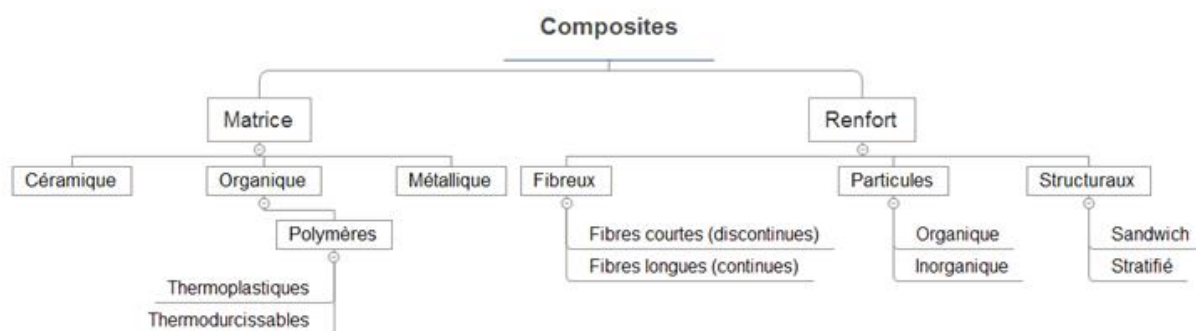 Composites
Matrice
Renfort
Céramique
Organique
Métallique
Fibreux
Particules
Structuraux
Polymères
Fibres courtes (discontinues)
Fibres longues (continues)
Organique
Inorganique
Sandwich
Stratifié
Thermoplastiques
Thermodurcissables